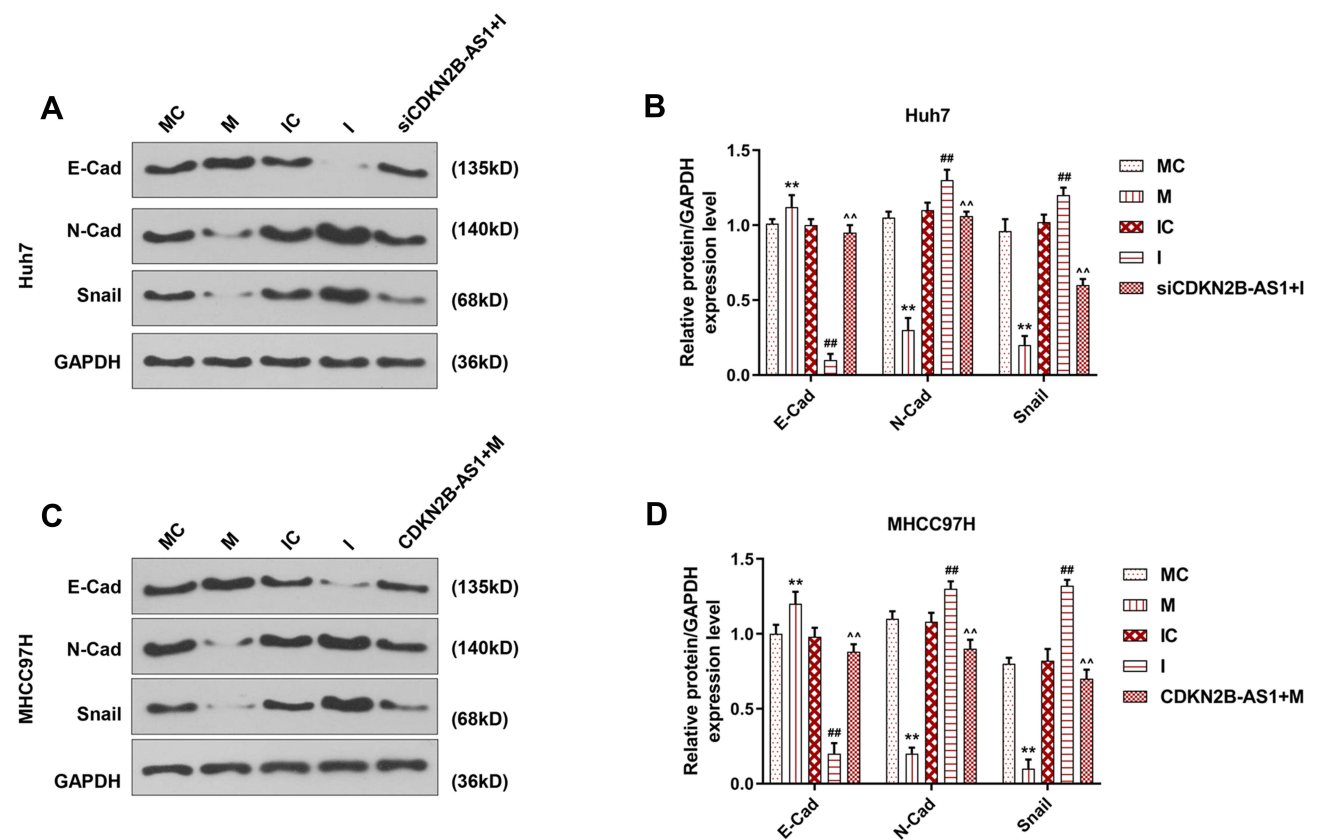 A
MC M IC I siCDKN2B-AS1+I
Huh7
E-Cad (135kD)
N-Cad (140kD)
Snail (68kD)
GAPDH (36kD)
B
Huh7
Relative protein/GAPDH
expression level
1.5
1.0
0.5
0.0
** ## ^^
** ## ^^
** ## ^^
E-Cad N-Cad Snail
MC
M
IC
I
siCDKN2B-AS1+I
C
MC M IC I CDKN2B-AS1+M
MHCC97H
E-Cad (135kD)
N-Cad (140kD)
Snail (68kD)
GAPDH (36kD)
D
MHCC97H
Relative protein/GAPDH
expression level
1.5
1.0
0.5
0.0
** ## ^^
** ## ^^
** ## ^^
E-Cad N-Cad Snail
MC
M
IC
I
CDKN2B-AS1+M